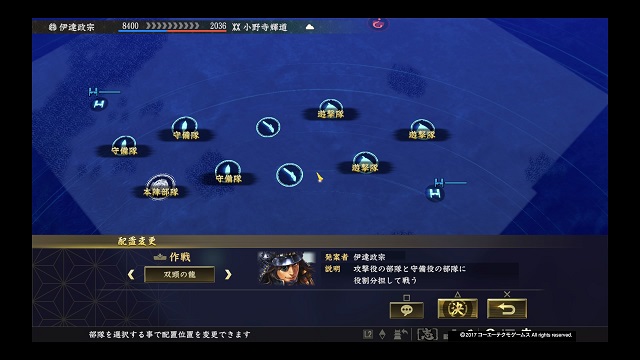 伊達政宗 8400 2036 小野寺輝道
遊撃隊
守備隊
遊撃隊
守備隊
遊撃隊
守備隊
本陣部隊
配置変更
作戦
双頭の龍
発案者 伊達政宗
説明 攻撃役の部隊と守備役の部隊に
役割分担して戦う
決
部隊を選択する事で配置位置を変更できます
L2
©2017 コーエーテクモゲームス All rights reserved.